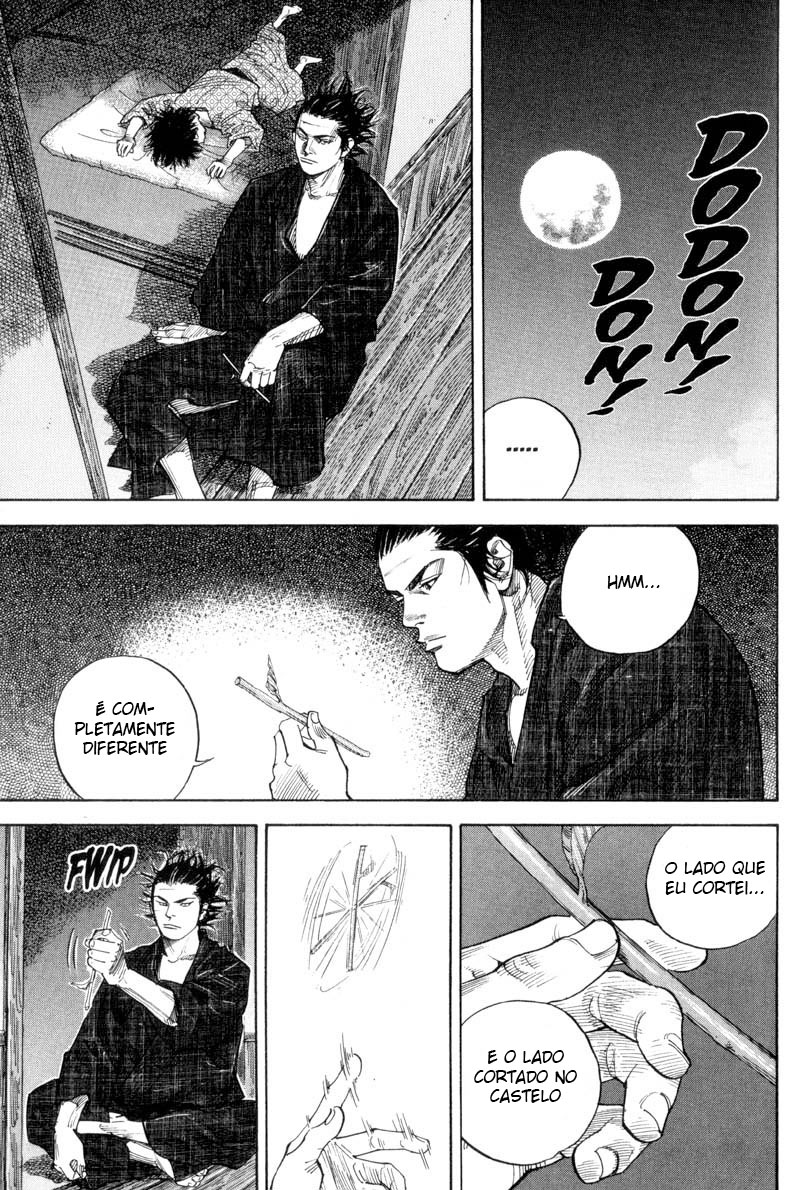 DODON!
DON!
.....
HMM...
É COM-
PLETAMENTE
DIFERENTE
O LADO QUE
EU CORTEI...
E O LADO
CORTADO NO
CASTELO
FWIP